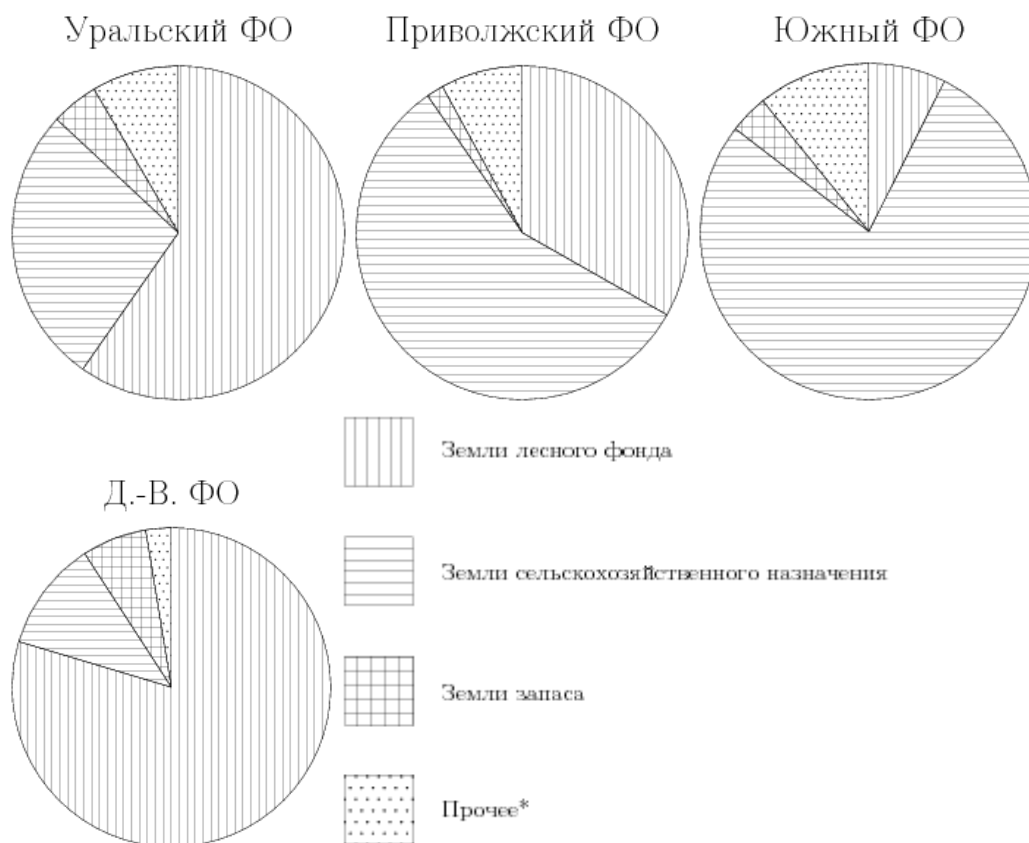 Уральский ФО
Приволжский ФО
Южный ФО
Земли лесного фонда
Д.-В. ФО
Земли сельскохозяйственного назначения
Земли запаса
Прочее*